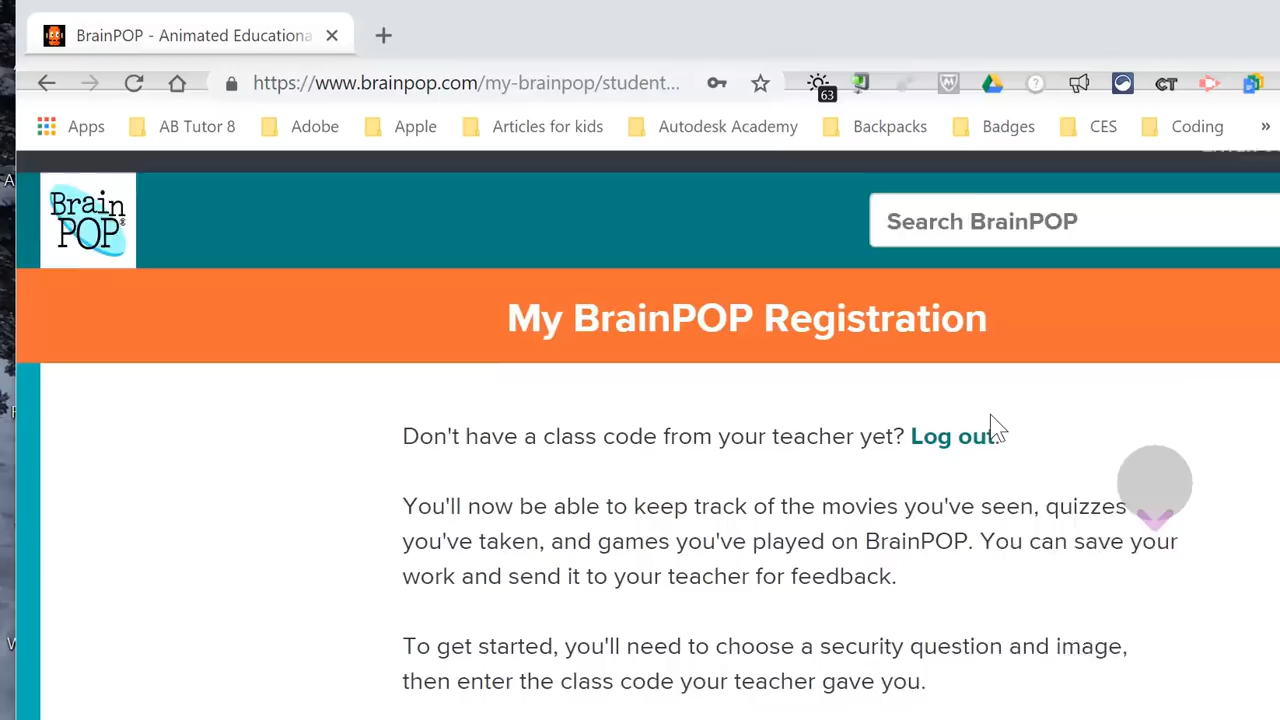 BrainPOP - Animated Educationa
https://www.brainpop.com/my-brainpop/student...
63
CT
Apps AB Tutor 8 Adobe Apple Articles for kids Autodesk Academy Backpacks Badges CES Coding »
Brain
POP®
Search BrainPOP
My BrainPOP Registration
Don't have a class code from your teacher yet? Log out.
You'll now be able to keep track of the movies you've seen, quizzes
you've taken, and games you've played on BrainPOP. You can save your
work and send it to your teacher for feedback.
To get started, you'll need to choose a security question and image,
then enter the class code your teacher gave you.